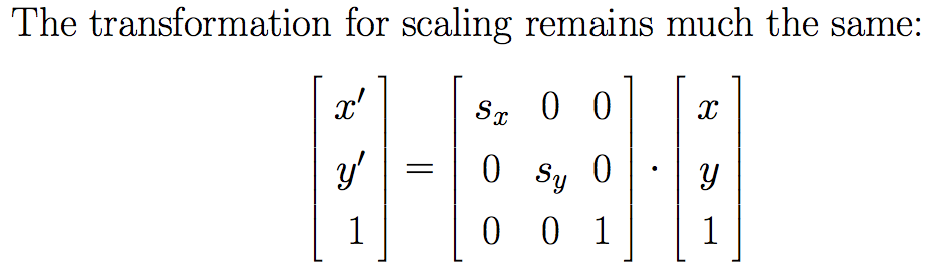 The transformation for scaling remains much the same:
[x′ y′ 1] = [s_x 0 0; 0 s_y 0; 0 0 1] · [x y 1]